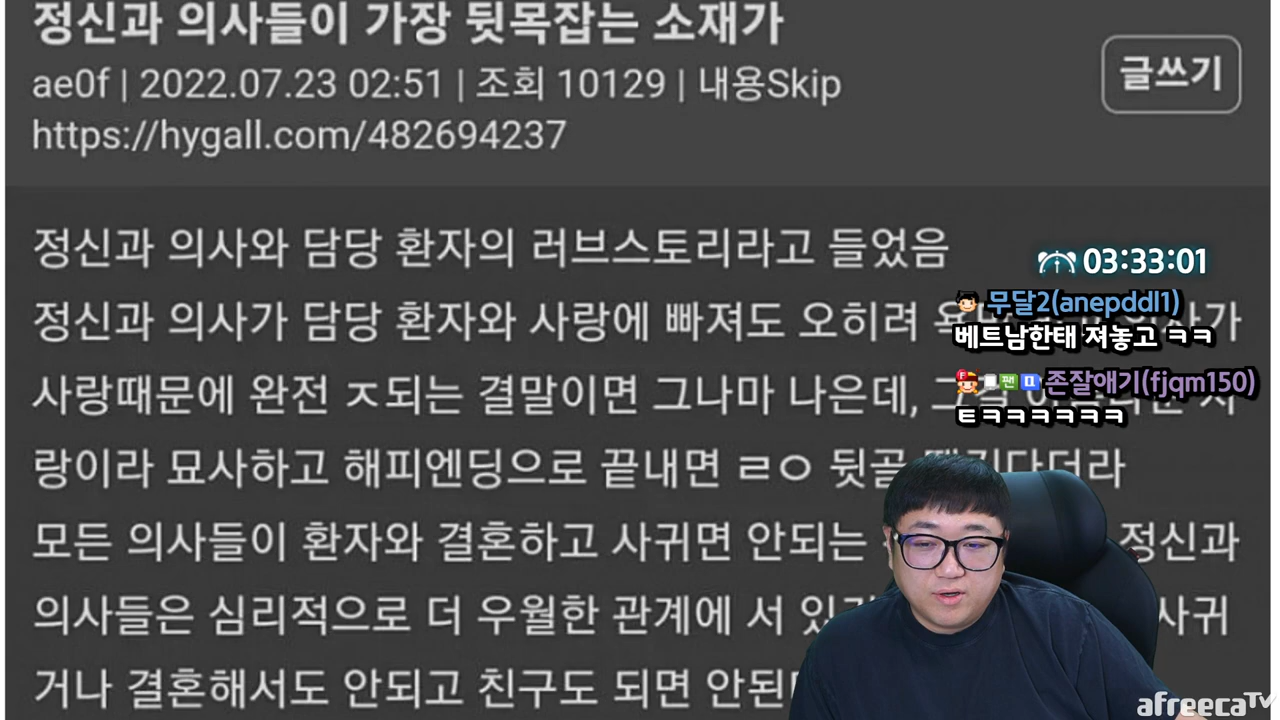 정신과 의사들이 가장 뒷목잡는 소재가
ae0f | 2022.07.23 02:51 | 조회 10129 | 내용Skip
글쓰기
https://hygall.com/482694237
정신과 의사와 담당 환자의 러브스토리라고 들었음
정신과 의사가 담당 환자와 사랑에 빠져도 오히려
사랑때문에 완전 ㅈ되는 결말이면 그나마 나은데,
랑이라 묘사하고 해피엔딩으로 끝내면 ㄹㅇ 뒷골
모든 의사들이 환자와 결혼하고 사귀면 안되는 정신과
의사들은 심리적으로 더 우월한 관계에 서 사귀
거나 결혼해서도 안되고 친구도 되면
03:33:01
무달2(anepddl1)
베트남한태 져놓고 ㅋㅋ
팬 존잘애기(fjqm150)
ㅌㅋㅋㅋㅋㅋㅋ
afreecaTV